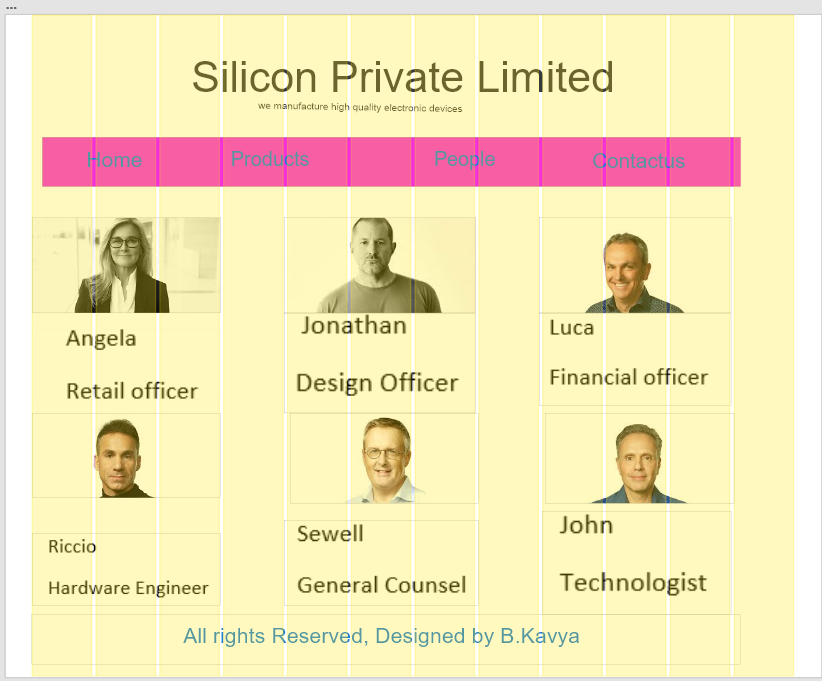 Silicon Private Limited
we manufacture high quality electronic devices
Home Products People Contactus
Angela
Retail officer
Jonathan
Design Officer
Luca
Financial officer
Riccio
Hardware Engineer
Sewell
General Counsel
John
Technologist
All rights Reserved, Designed by B.Kavya